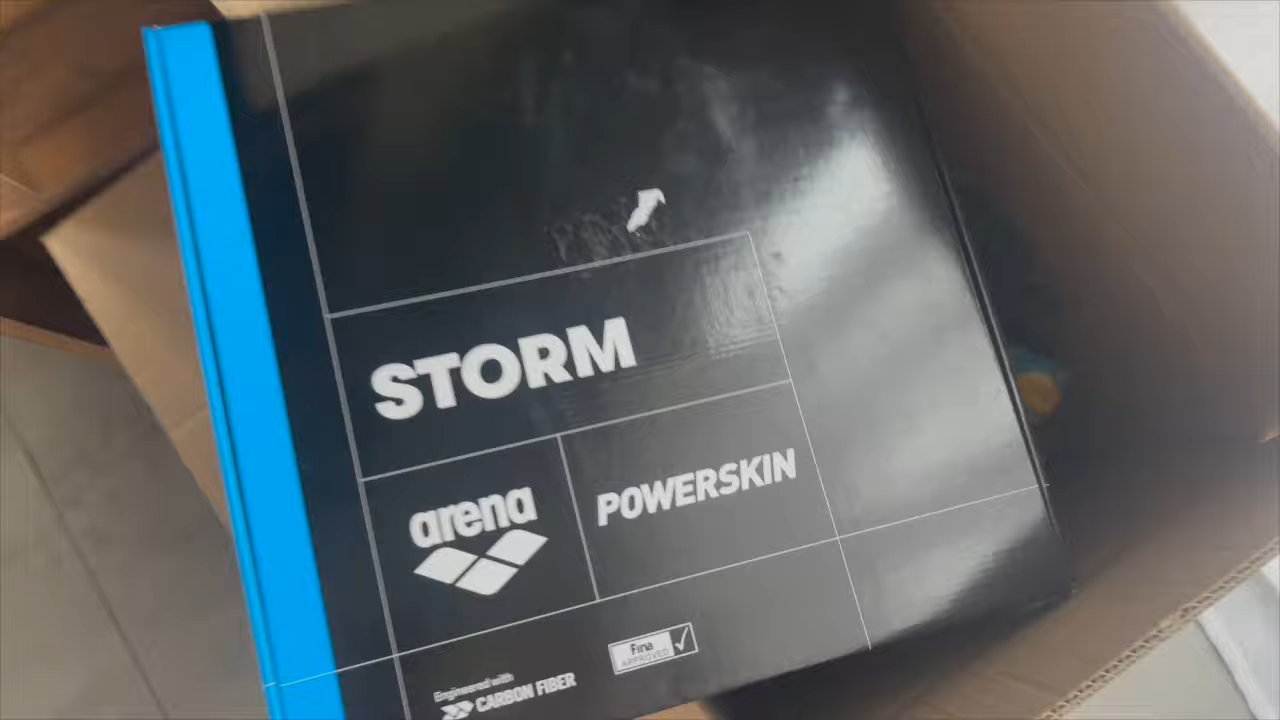 STORM
arena
POWERSKIN
Fina
APPROVED
Engineered with
CARBON FIBER